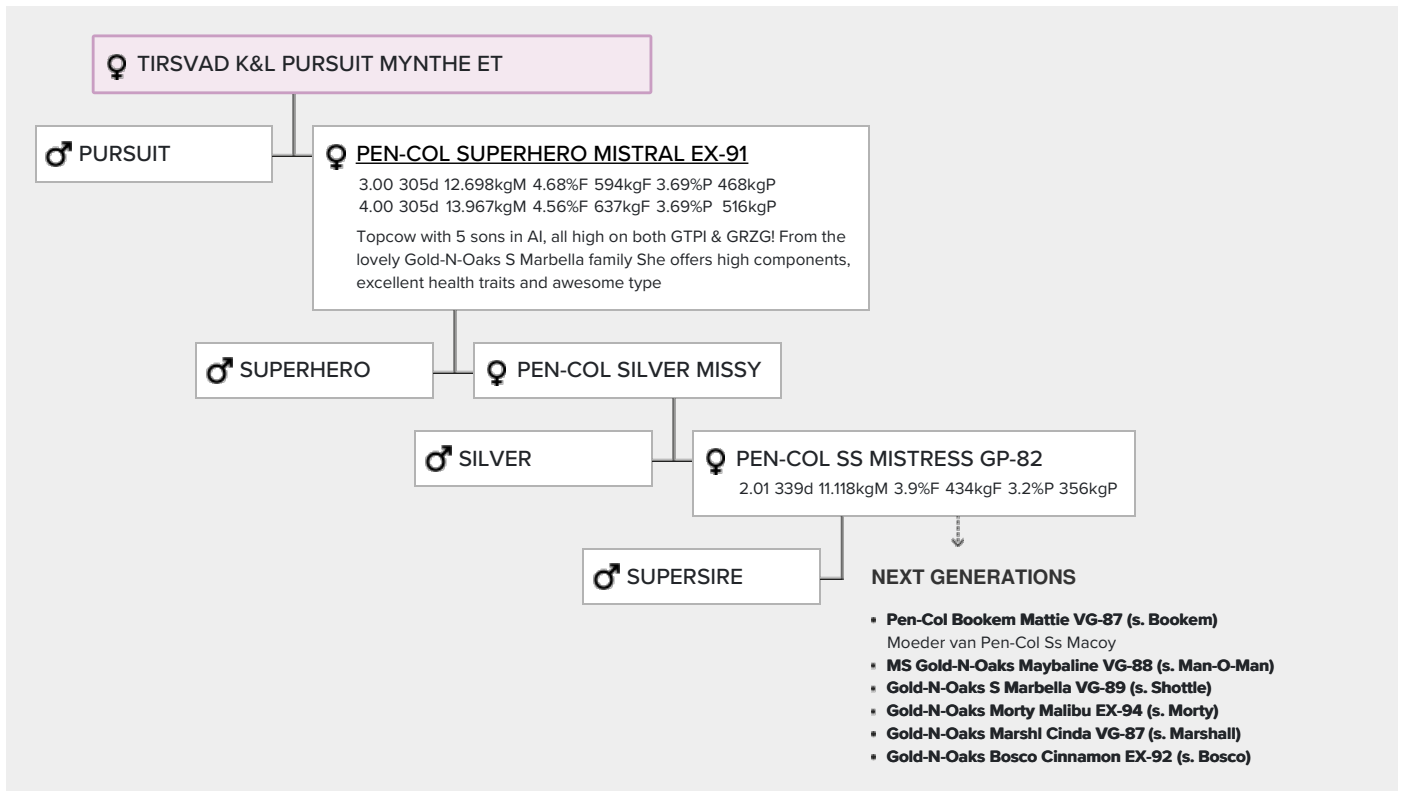 TIRSVAD K&L PURSUIT MYNTHE ET
PURSUIT
PEN-COL SUPERHERO MISTRAL EX-91
3.00 305d 12.698kgM 4.68%F 594kgF 3.69%P 468kgP
4.00 305d 13.967kgM 4.56%F 637kgF 3.69%P 516kgP
Topcow with 5 sons in AI, all high on both GTPI & GRZG! From the
lovely Gold-N-Oaks S Marbella family She offers high components,
excellent health traits and awesome type
SUPERHERO
PEN-COL SILVER MISSY
SILVER
PEN-COL SS MISTRESS GP-82
2.01 339d 11.118kgM 3.9%F 434kgF 3.2%P 356kgP
SUPERSIRE
NEXT GENERATIONS
• Pen-Col Bookem Mattie VG-87 (s. Bookem)
Moeder van Pen-Col Ss Macoy
• MS Gold-N-Oaks Maybaline VG-88 (s. Man-O-Man)
• Gold-N-Oaks S Marbella VG-89 (s. Shottle)
• Gold-N-Oaks Morty Malibu EX-94 (s. Morty)
• Gold-N-Oaks Marshl Cinda VG-87 (s. Marshall)
• Gold-N-Oaks Bosco Cinnamon EX-92 (s. Bosco)